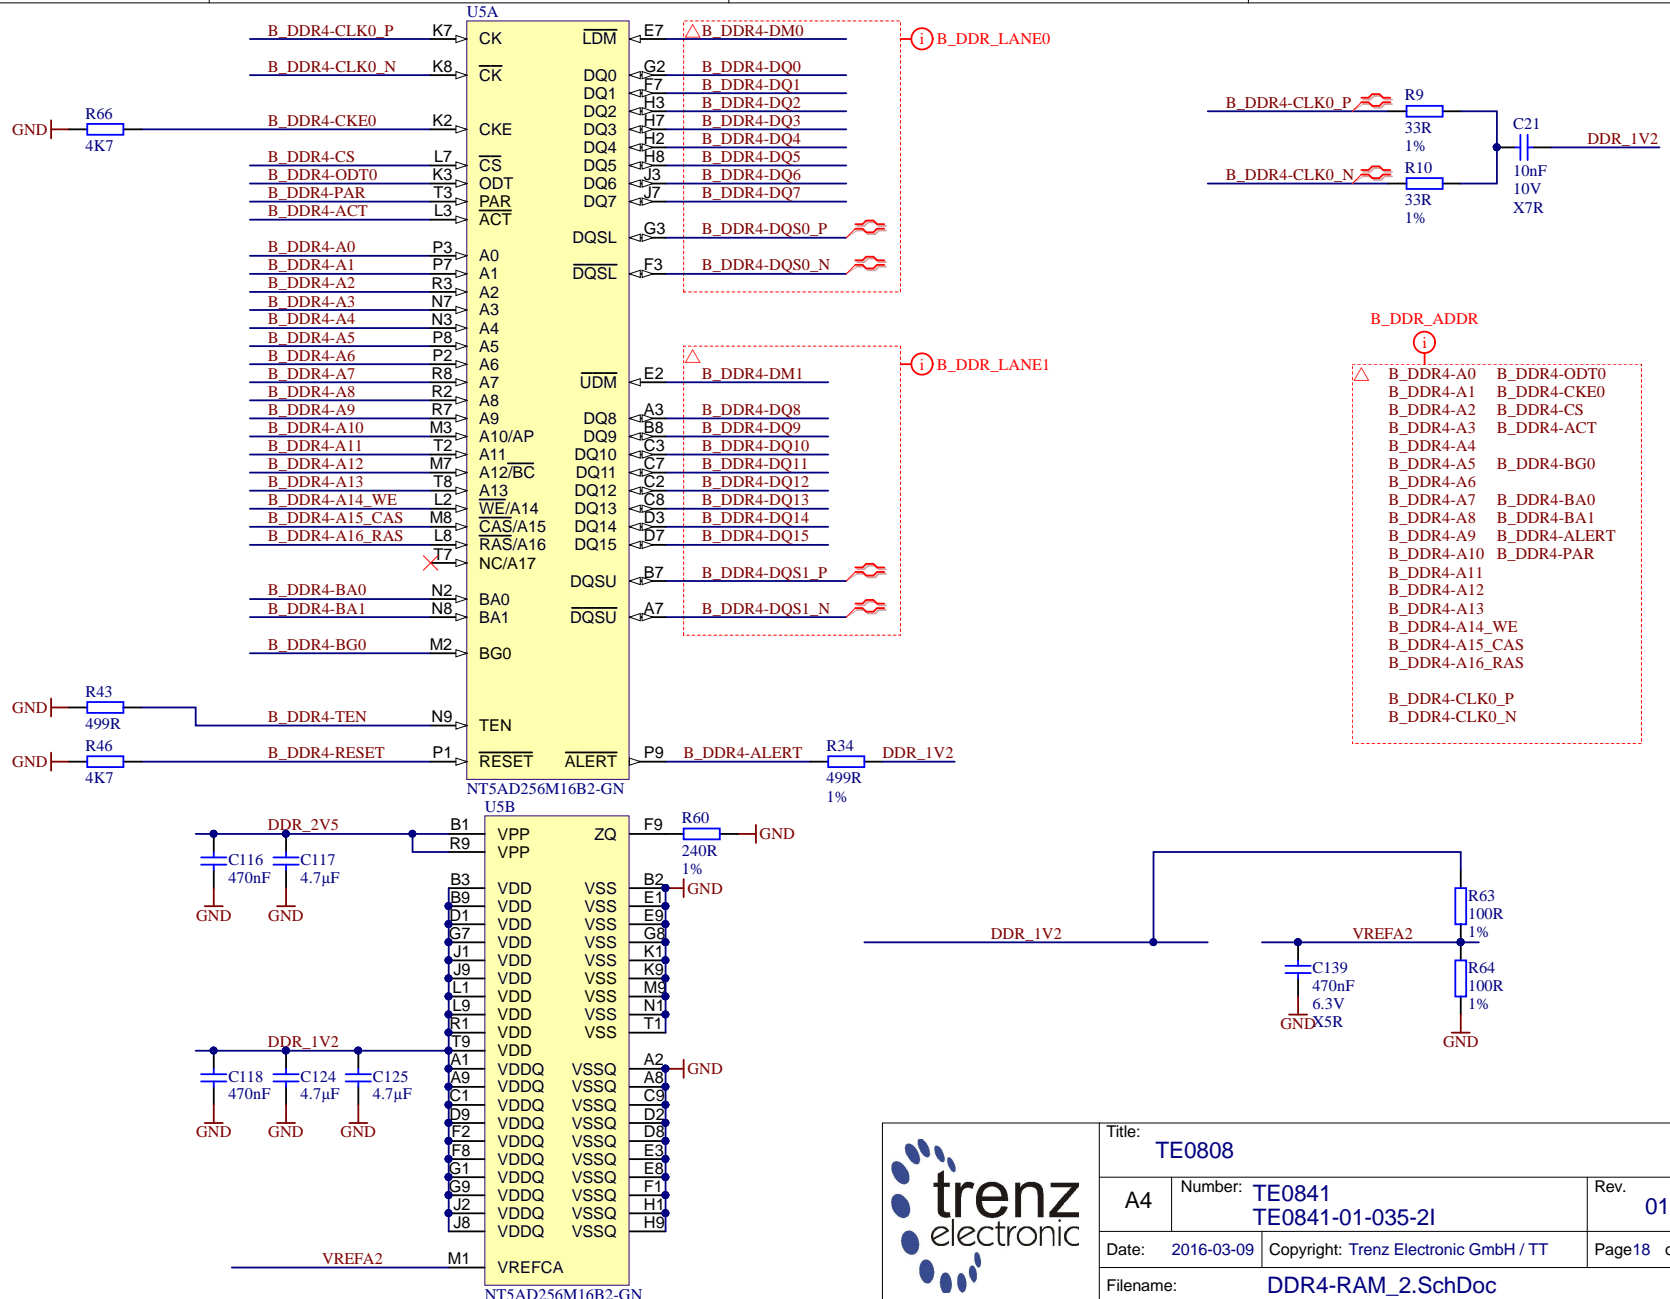 U5A
B_DDR4-CLK0_P K7 CK
B_DDR4-CLK0_N K8 CK
GND R66 4K7 B_DDR4-CKE0 K2 CKE
B_DDR4-CS L7 CS
B_DDR4-ODT0 K3 ODT
B_DDR4-PAR T3 PAR
B_DDR4-ACT L3 ACT
B_DDR4-A0 P3 A0
B_DDR4-A1 P7 A1
B_DDR4-A2 R3 A2
B_DDR4-A3 N7 A3
B_DDR4-A4 N3 A4
B_DDR4-A5 P8 A5
B_DDR4-A6 P2 A6
B_DDR4-A7 R8 A7
B_DDR4-A8 R2 A8
B_DDR4-A9 R7 A9
B_DDR4-A10 M3 A10/AP
B_DDR4-A11 T2 A11
B_DDR4-A12 M7 A12/BC
B_DDR4-A13 T8 A13
B_DDR4-A14_WE L2 WE/A14
B_DDR4-A15_CAS M8 CAS/A15
B_DDR4-A16_RAS L8 RAS/A16
T7 NC/A17
B_DDR4-BA0 N2 BA0
B_DDR4-BA1 N8 BA1
B_DDR4-BG0 M2 BG0
GND R43 499R B_DDR4-TEN N9 TEN
GND R46 4K7 B_DDR4-RESET P1 RESET
LDM E7 B_DDR4-DM0
i B_DDR_LANE0
DQ0 G2 B_DDR4-DQ0
DQ1 F7 B_DDR4-DQ1
DQ2 H3 B_DDR4-DQ2
DQ3 H7 B_DDR4-DQ3
DQ4 H2 B_DDR4-DQ4
DQ5 H8 B_DDR4-DQ5
DQ6 J3 B_DDR4-DQ6
DQ7 J7 B_DDR4-DQ7
DQSL G3 B_DDR4-DQS0_P
DQSL F3 B_DDR4-DQS0_N
i B_DDR_LANE1
UDM E2 B_DDR4-DM1
DQ8 A3 B_DDR4-DQ8
DQ9 B8 B_DDR4-DQ9
DQ10 C3 B_DDR4-DQ10
DQ11 C7 B_DDR4-DQ11
DQ12 C2 B_DDR4-DQ12
DQ13 C8 B_DDR4-DQ13
DQ14 D3 B_DDR4-DQ14
DQ15 D7 B_DDR4-DQ15
DQSU B7 B_DDR4-DQS1_P
DQSU A7 B_DDR4-DQS1_N
ALERT P9 B_DDR4-ALERT R34 499R 1% DDR_1V2
NT5AD256M16B2-GN
B_DDR4-CLK0_P R9 33R 1%
B_DDR4-CLK0_N R10 33R 1%
C21 10nF 10V X7R DDR_1V2
B_DDR_ADDR
i
B_DDR4-A0 B_DDR4-ODT0
B_DDR4-A1 B_DDR4-CKE0
B_DDR4-A2 B_DDR4-CS
B_DDR4-A3 B_DDR4-ACT
B_DDR4-A4
B_DDR4-A5 B_DDR4-BG0
B_DDR4-A6
B_DDR4-A7 B_DDR4-BA0
B_DDR4-A8 B_DDR4-BA1
B_DDR4-A9 B_DDR4-ALERT
B_DDR4-A10 B_DDR4-PAR
B_DDR4-A11
B_DDR4-A12
B_DDR4-A13
B_DDR4-A14_WE
B_DDR4-A15_CAS
B_DDR4-A16_RAS
B_DDR4-CLK0_P
B_DDR4-CLK0_N
U5B
DDR_2V5 B1 VPP
R9 VPP
C116 470nF GND
C117 4.7µF GND
B3 VDD
B9 VDD
D1 VDD
G7 VDD
J1 VDD
J9 VDD
L1 VDD
L9 VDD
R1 VDD
DDR_1V2 T9 VDD
C118 470nF GND
C124 4.7µF GND
C125 4.7µF GND
A1 VDDQ
A9 VDDQ
C1 VDDQ
D9 VDDQ
F2 VDDQ
F8 VDDQ
G1 VDDQ
G9 VDDQ
J2 VDDQ
J8 VDDQ
VREFA2 M1 VREFCA
ZQ F9 R60 240R 1% GND
VSS B2 GND
VSS E1
VSS E9
VSS G8
VSS K1
VSS K9
VSS M9
VSS N1
VSS T1
VSSQ A2 GND
VSSQ A8
VSSQ C9
VSSQ D2
VSSQ D8
VSSQ E3
VSSQ E8
VSSQ F1
VSSQ H1
VSSQ H9
NT5AD256M16B2-GN
DDR_1V2
R63 100R 1%
VREFA2
C139 470nF 6.3V X5R GND
R64 100R 1% GND
trenz
electronic
Title: TE0808
A4 Number: TE0841
TE0841-01-035-2I
Rev. 01
Date: 2016-03-09 Copyright: Trenz Electronic GmbH / TT Page18
Filename: DDR4-RAM_2.SchDoc